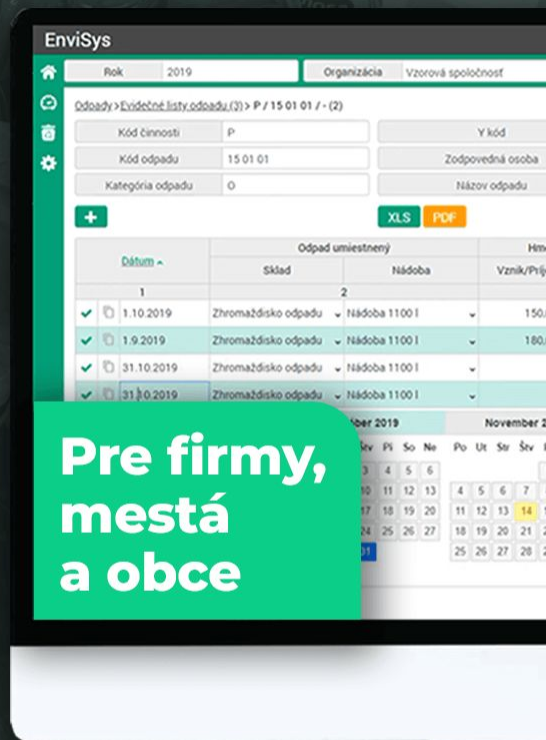 EnviSys
Rok 2019 Organizácia Vzorová spoločnosť
Odpady > Evidečné listy odpadu (3) > P / 15 01 01 / - (2)
Kód činnosti P Y kód
Kód odpadu 15 01 01 Zodpovedná osoba
Kategória odpadu O Názov odpadu
+ XLS PDF
Odpad umiestnený
Dátum Sklad Nádoba Vznik/Príj
1 2
1.10.2019 Zhromaždisko odpadu Nádoba 1100 l 150,
1.9.2019 Zhromaždisko odpadu Nádoba 1100 l 180,
31.10.2019 Zhromaždisko odpadu Nádoba 1100 l
31.10.2019 Zhromaždisko odpadu Nádoba 1100 l
ber 2019 November 2
Štv Pi So Ne Po Ut Str Štv
3 4 5 6
10 11 12 13 4 5 6 7
17 18 19 20 11 12 13 14
24 25 26 27 18 19 20 21
31 25 26 27 28
Pre firmy,
mestá
a obce